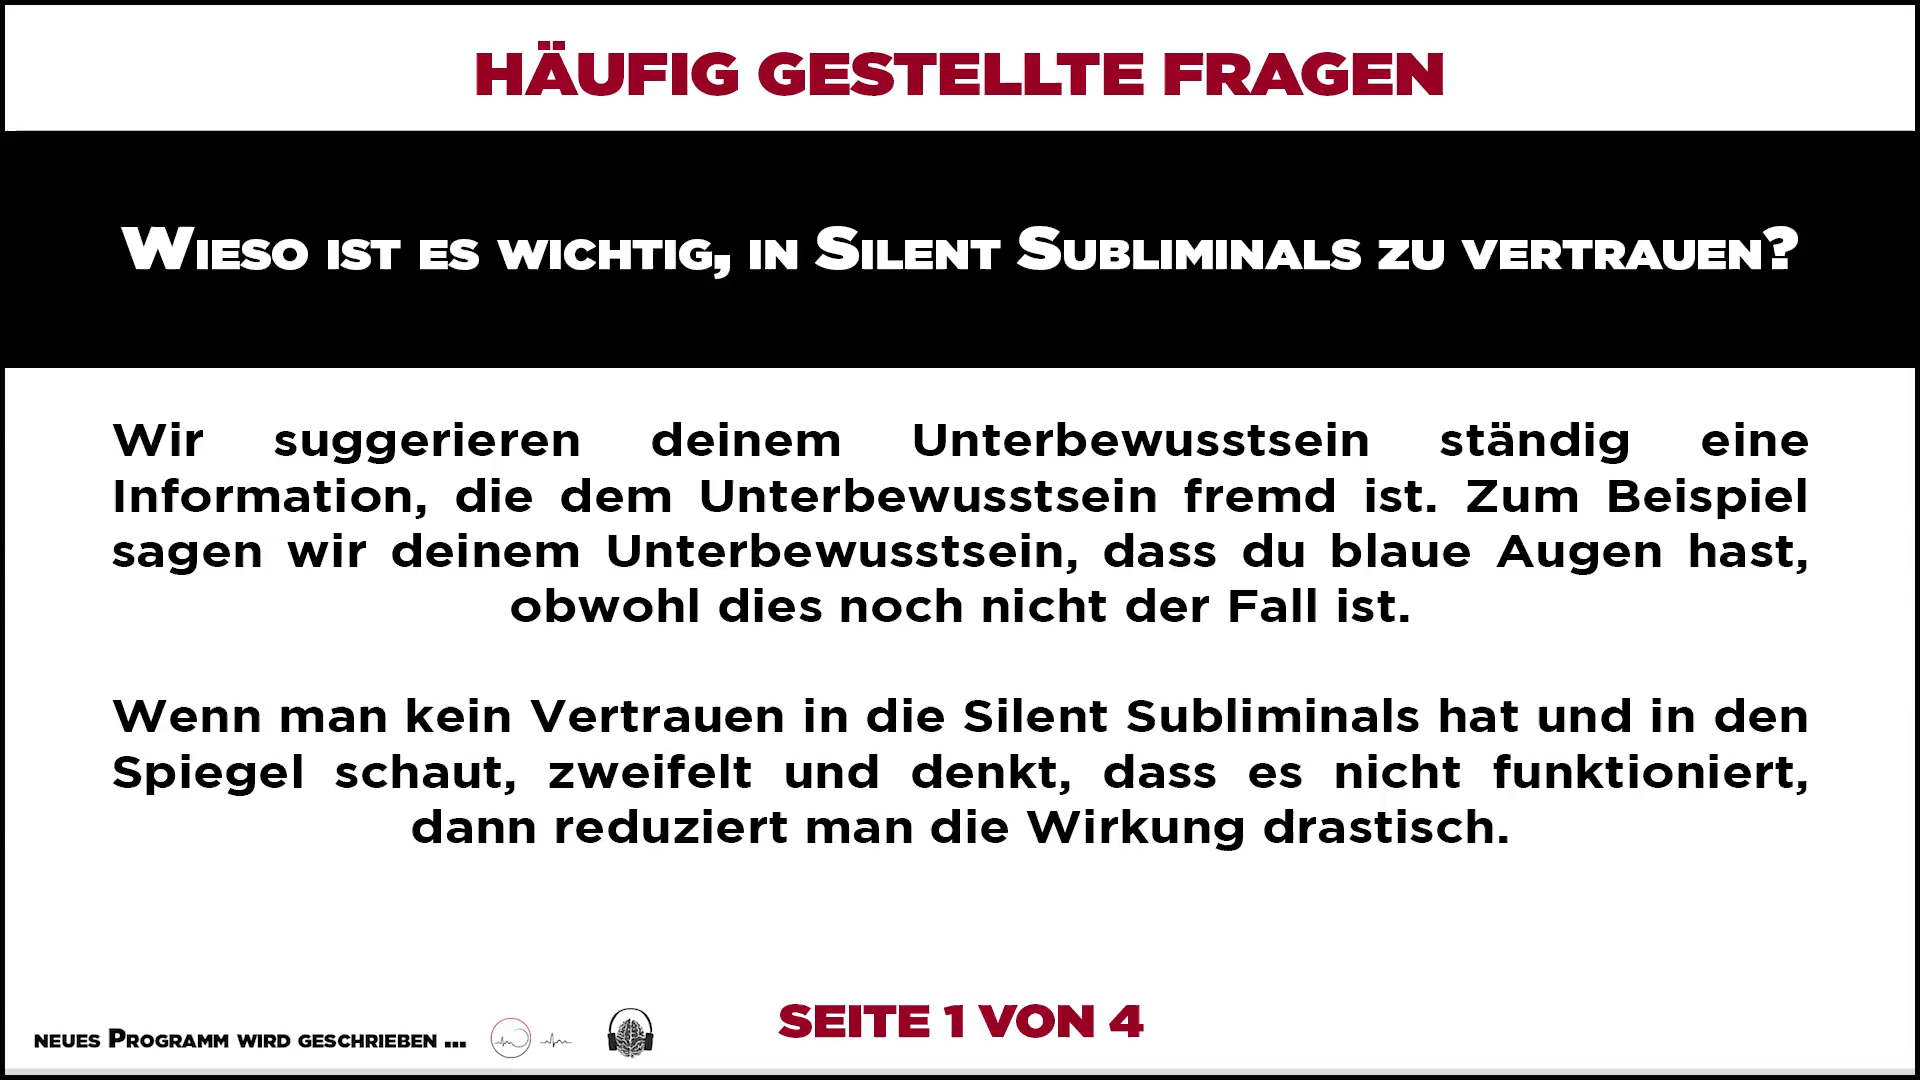 HÄUFIG GESTELLTE FRAGEN
Wieso ist es wichtig, in Silent Subliminals zu vertrauen?
Wir suggerieren deinem Unterbewusstsein ständig eine
Information, die dem Unterbewusstsein fremd ist. Zum Beispiel
sagen wir deinem Unterbewusstsein, dass du blaue Augen hast,
obwohl dies noch nicht der Fall ist.
Wenn man kein Vertrauen in die Silent Subliminals hat und in den
Spiegel schaut, zweifelt und denkt, dass es nicht funktioniert,
dann reduziert man die Wirkung drastisch.
neues Programm wird geschrieben ...
SEITE 1 VON 4